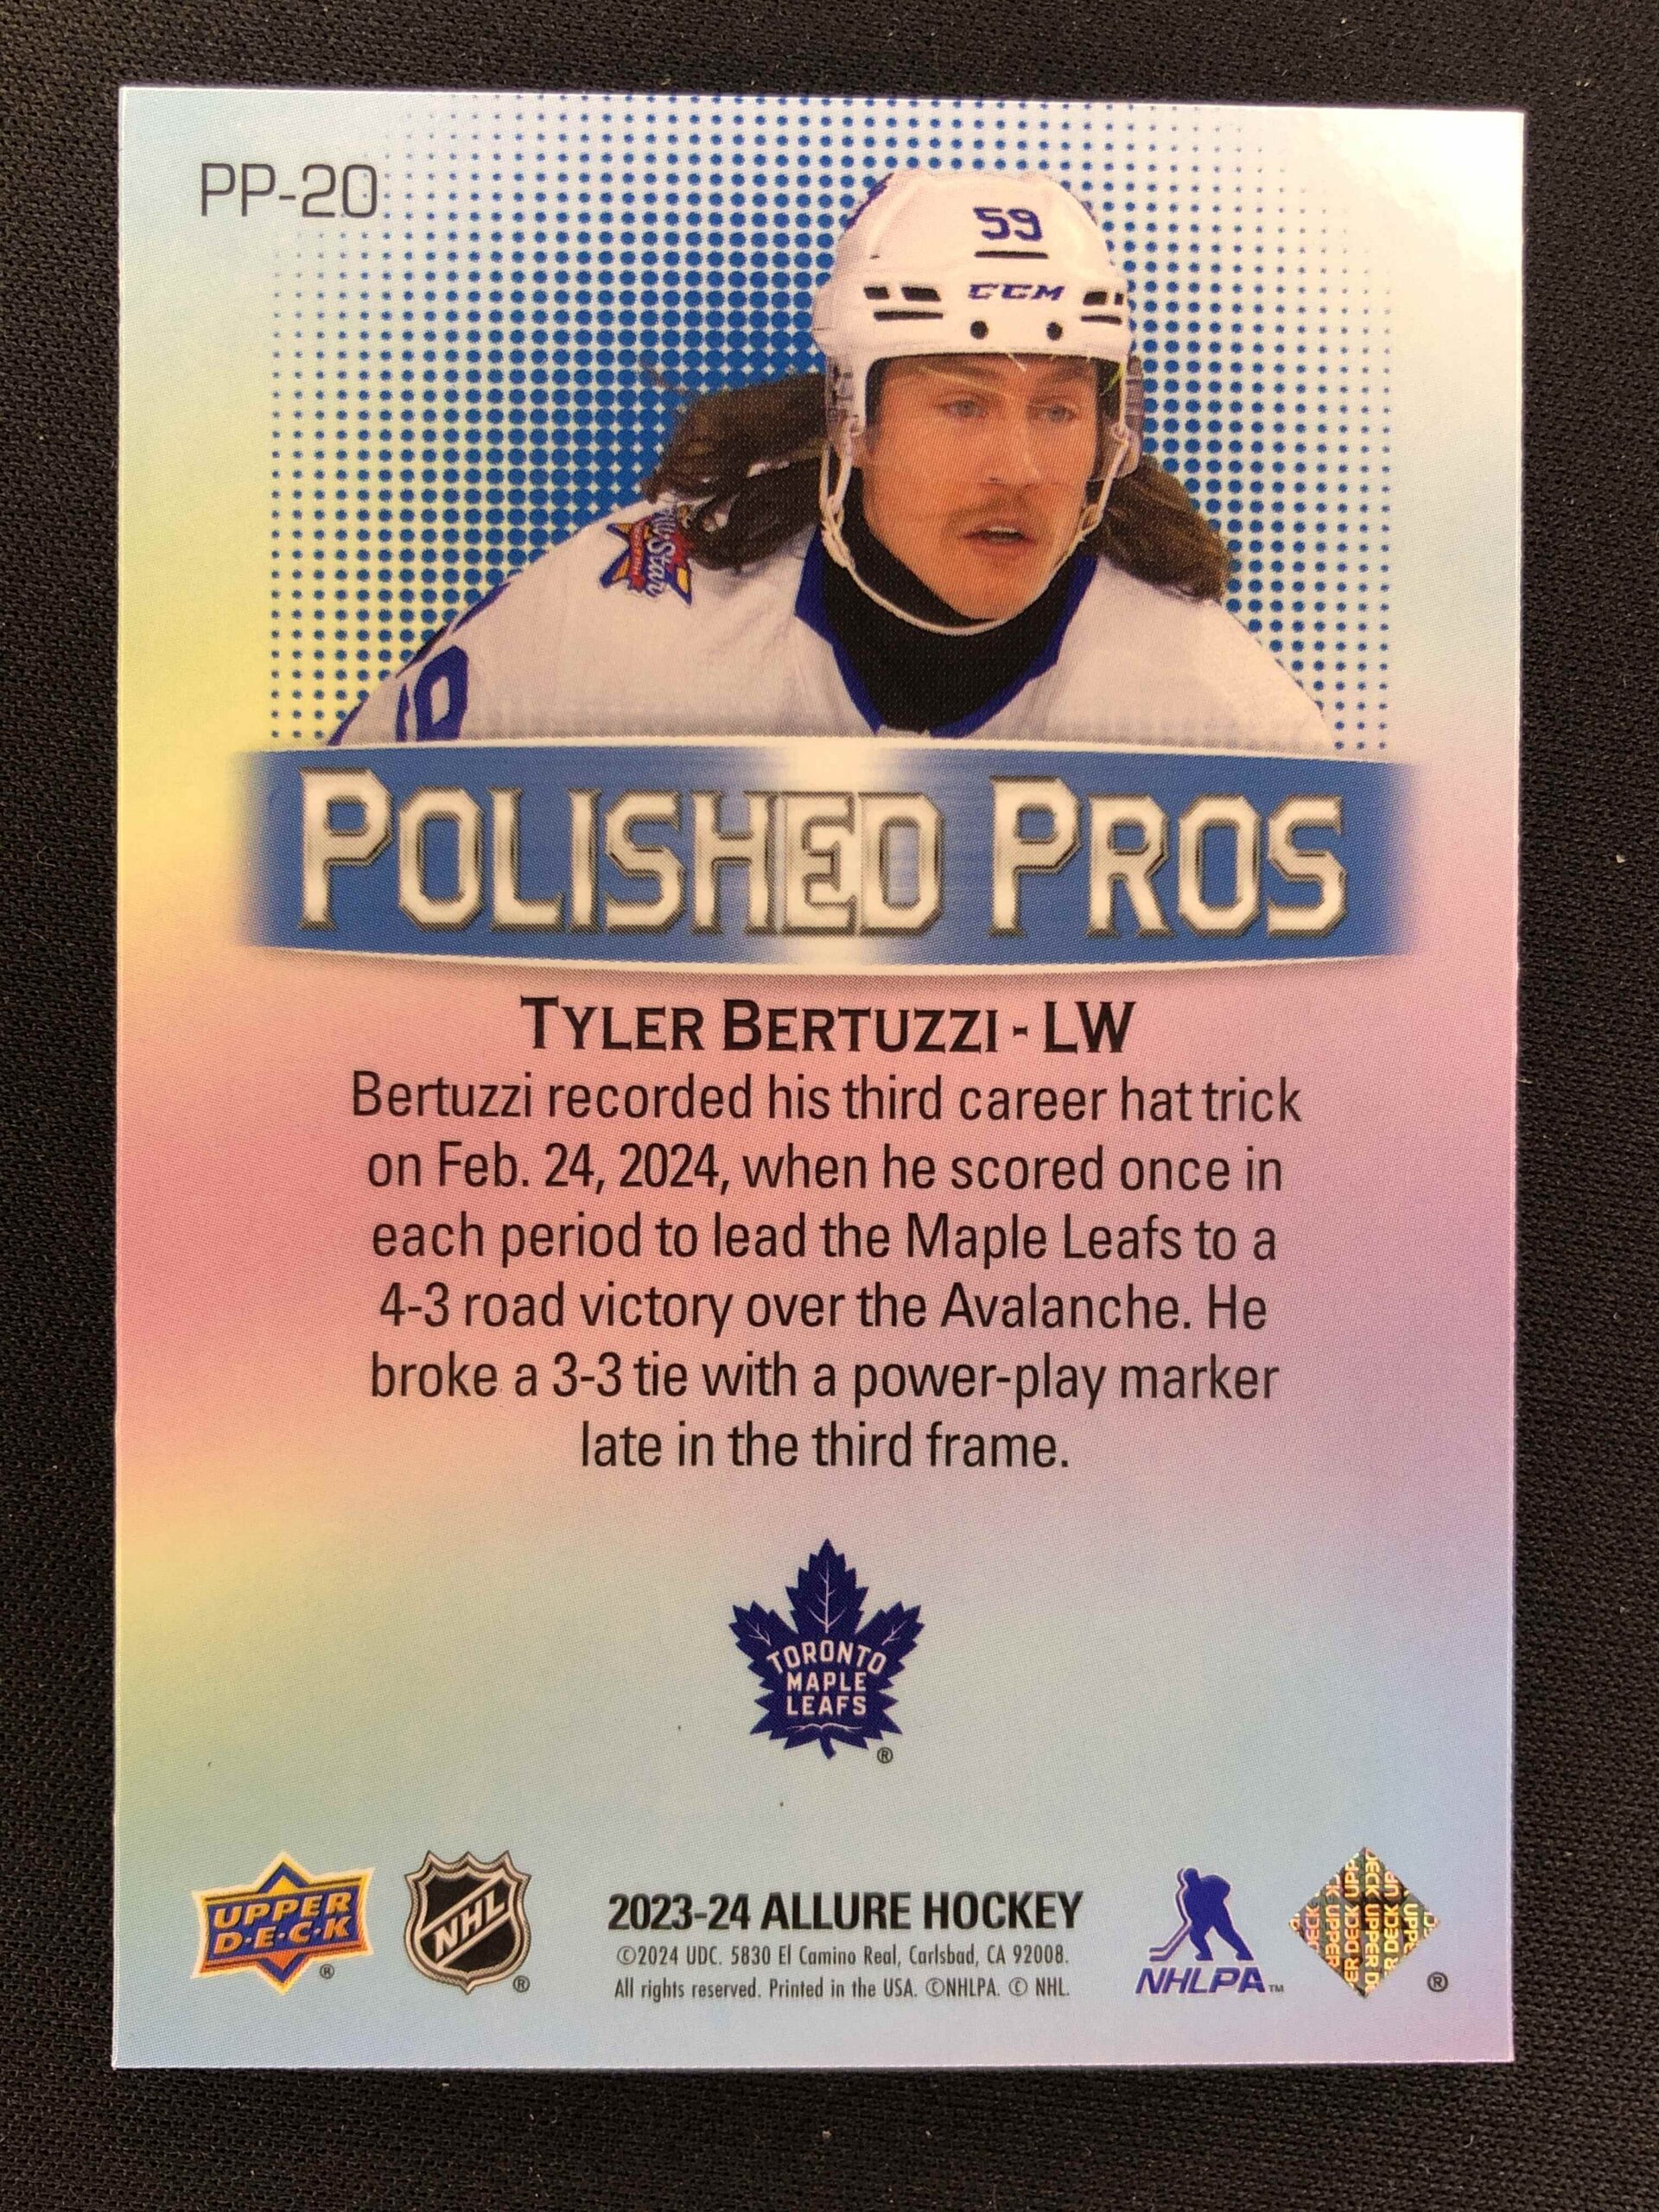 PP-20
59
CCM
All-Star
POLISHED PROS
TYLER BERTUZZI - LW
Bertuzzi recorded his third career hat trick
on Feb. 24, 2024, when he scored once in
each period to lead the Maple Leafs to a
4-3 road victory over the Avalanche. He
broke a 3-3 tie with a power-play marker
late in the third frame.
TORONTO
MAPLE
LEAFS
®
UPPER
D·E·C·K
®
NHL
®
2023-24 ALLURE HOCKEY
©2024 UDC. 5830 El Camino Real, Carlsbad, CA 92008.
All rights reserved. Printed in the USA. ©NHLPA. © NHL.
NHLPA™
UPPER DECK
®